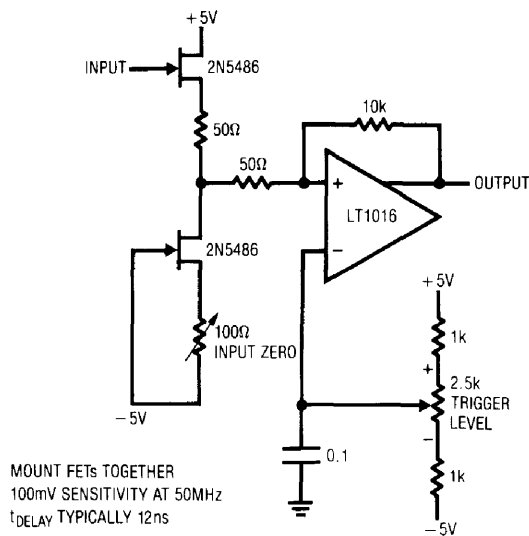 +5V
INPUT
2N5486
50Ω
50Ω
10k
+
−
LT1016
OUTPUT
2N5486
100Ω
INPUT ZERO
−5V
+5V
1k
+
2.5k
TRIGGER
LEVEL
−
1k
−5V
0.1
MOUNT FETs TOGETHER
100mV SENSITIVITY AT 50MHz
tDELAY TYPICALLY 12ns